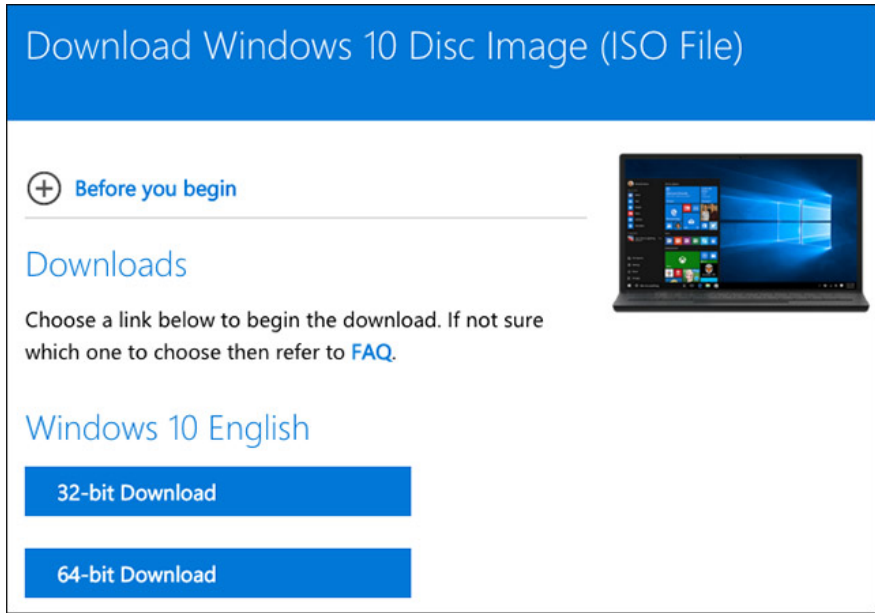 Download Windows 10 Disc Image (ISO File)
Before you begin
Downloads
Choose a link below to begin the download. If not sure
which one to choose then refer to FAQ.
Windows 10 English
32-bit Download
64-bit Download